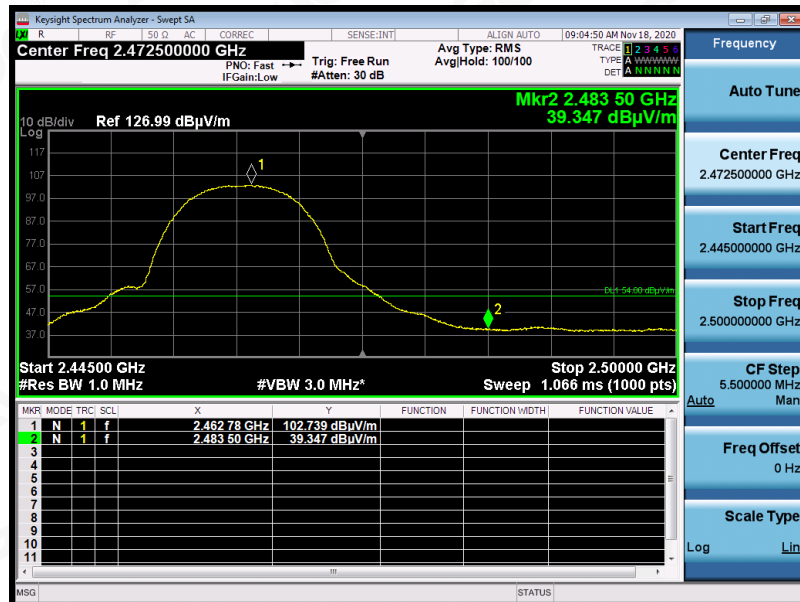 Keysight Spectrum Analyzer - Swept SA
LXI R RF 50 Ω AC CORREC SENSE:INT ALIGN AUTO 09:04:50 AM Nov 18, 2020
Center Freq 2.472500000 GHz
PNO: Fast
IFGain:Low
Trig: Free Run
#Atten: 30 dB
Avg Type: RMS
Avg|Hold: 100/100
TRACE 1 2 3 4 5 6
TYPE A WWWWW
DET A N N N N N
Mkr2 2.483 50 GHz
39.347 dBµV/m
10 dB/div Ref 126.99 dBµV/m
Log
117
107
97.0
87.0
77.0
67.0
57.0
47.0
37.0
1
2
DL1 54.00 dBµV/m
Start 2.44500 GHz Stop 2.50000 GHz
#Res BW 1.0 MHz #VBW 3.0 MHz* Sweep 1.066 ms (1000 pts)
MKR MODE TRC SCL X Y FUNCTION FUNCTION WIDTH FUNCTION VALUE
1 N 1 f 2.462 78 GHz 102.739 dBµV/m
2 N 1 f 2.483 50 GHz 39.347 dBµV/m
3
4
5
6
7
8
9
10
11
MSG STATUS
Frequency
Auto Tune
Center Freq
2.472500000 GHz
Start Freq
2.445000000 GHz
Stop Freq
2.500000000 GHz
CF Step
5.500000 MHz
Auto Man
Freq Offset
0 Hz
Scale Type
Log Lin